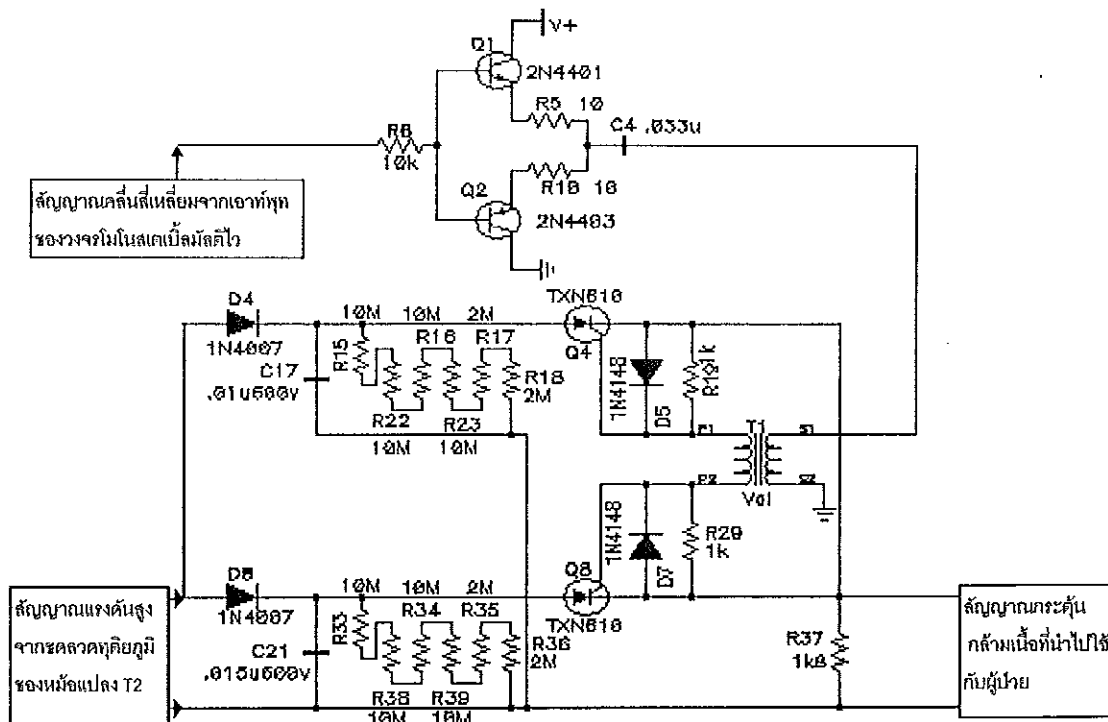 V+
Q1
2N4401
R5 10
R6
10k
C4 .033u
R10 10
Q2
2N4403
สัญญาณคลื่นสี่เหลี่ยมจากเอาท์พุท
ของวงจรโมโนสเตเบิ้ลมัลติไว
D4
1N4007
10M 10M 2M
TXN610
Q4
R15
R16
R17
C17
.01u600v
R18
2M
R22
R23
10M 10M
1N4148
D5
R19 1k
P1
T1
S1
P2
S2
Val
1N4148
D7
R29
1k
D6
1N4007
10M 10M 2M
Q8
TXN610
สัญญาณแรงดันสูง
จากขดลวดทุติยภูมิ
ของหม้อแปลง T2
R33
R34
R35
C21
.015u600v
R36
2M
R38
R39
10M 10M
R37
1k8
สัญญาณกระตุ้น
กล้ามเนื้อที่นำไปใช้
กับผู้ป่วย